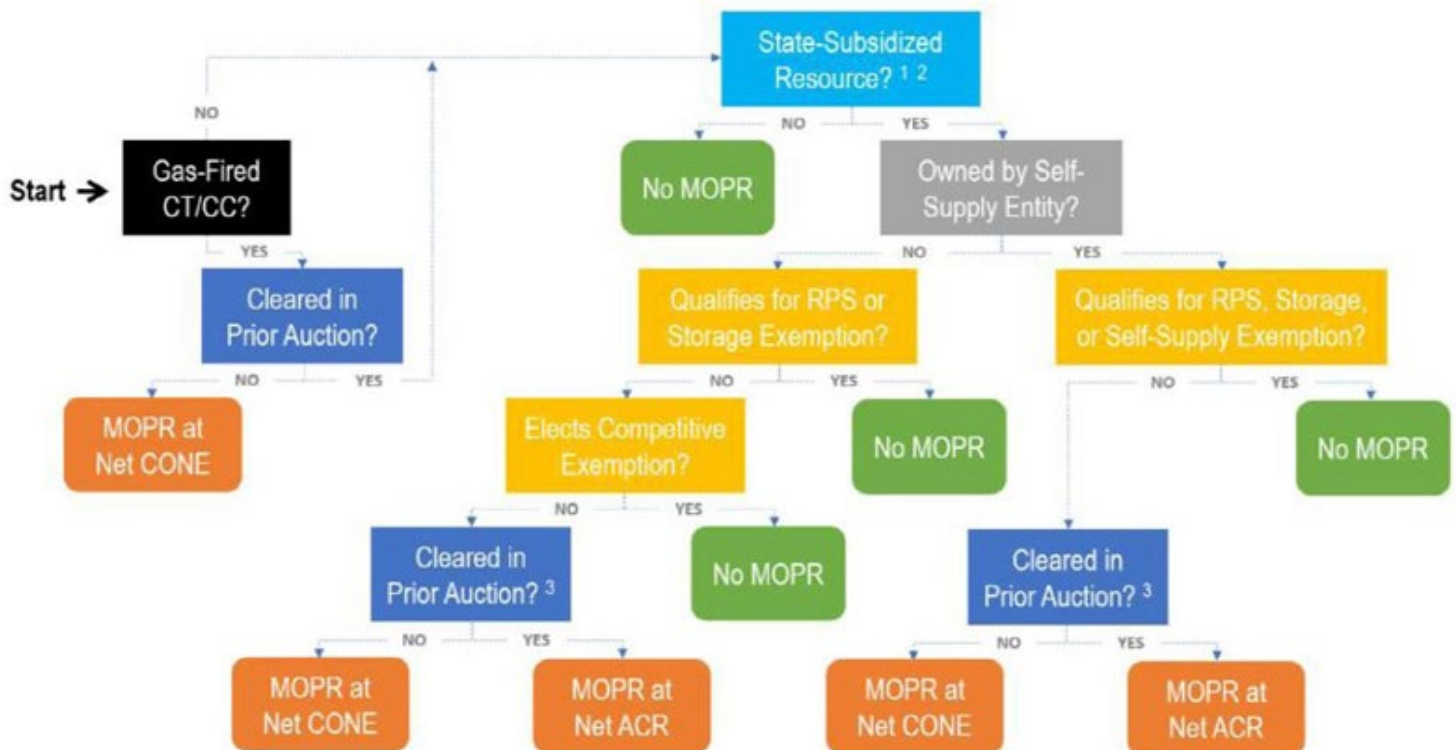 State-Subsidized
Resource? 1 2
NO
NO
YES
Start →
Gas-Fired
CT/CC?
No MOPR
Owned by Self-
Supply Entity?
YES
NO
YES
Cleared in
Prior Auction?
Qualifies for RPS or
Storage Exemption?
Qualifies for RPS, Storage,
or Self-Supply Exemption?
NO
YES
NO
YES
NO
YES
MOPR at
Net CONE
Elects Competitive
Exemption?
No MOPR
No MOPR
NO
YES
Cleared in
Prior Auction? 3
No MOPR
Cleared in
Prior Auction? 3
NO
YES
NO
YES
MOPR at
Net CONE
MOPR at
Net ACR
MOPR at
Net CONE
MOPR at
Net ACR